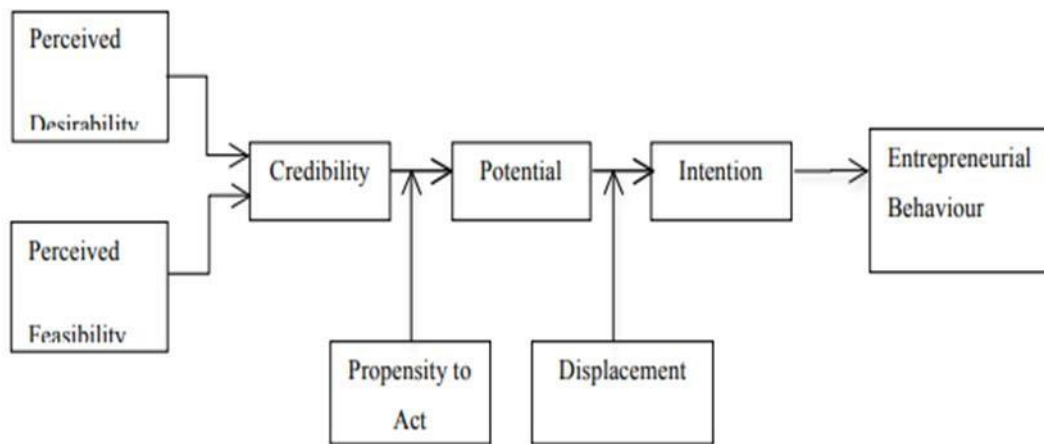 Perceived
Desirability
Credibility
Potential
Intention
Entrepreneurial
Behaviour
Perceived
Feasibility
Propensity to
Act
Displacement